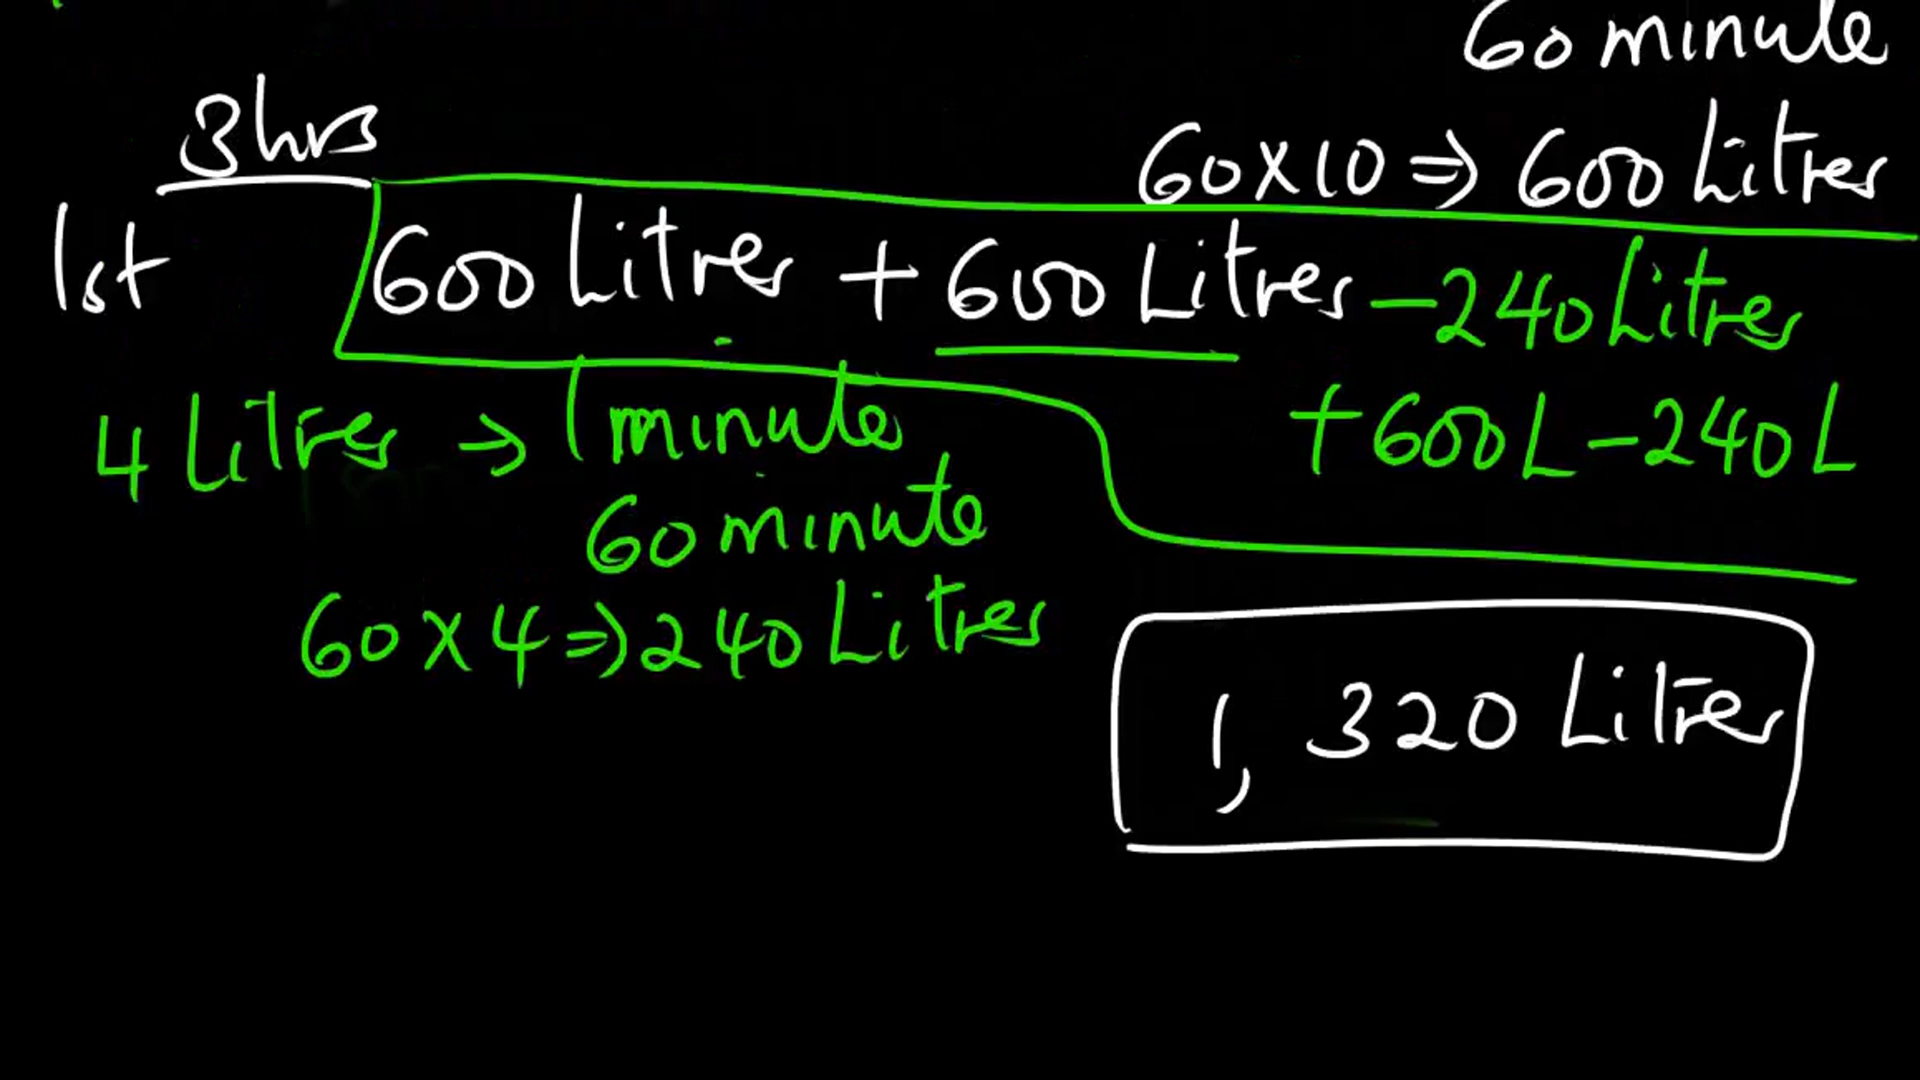 60 minute
3hrs
60x10 => 600 Litres
1st 600 Litres + 600 Litres - 240 Litres
+ 600L - 240L
4 Litres → 1 minute
60 minute
60 x 4 => 240 Litres
1, 320 Litres